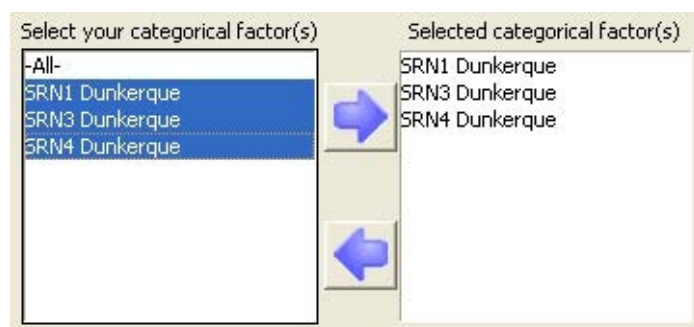 Select your categorical factor(s)
-All-
SRN1 Dunkerque
SRN3 Dunkerque
SRN4 Dunkerque
Selected categorical factor(s)
SRN1 Dunkerque
SRN3 Dunkerque
SRN4 Dunkerque